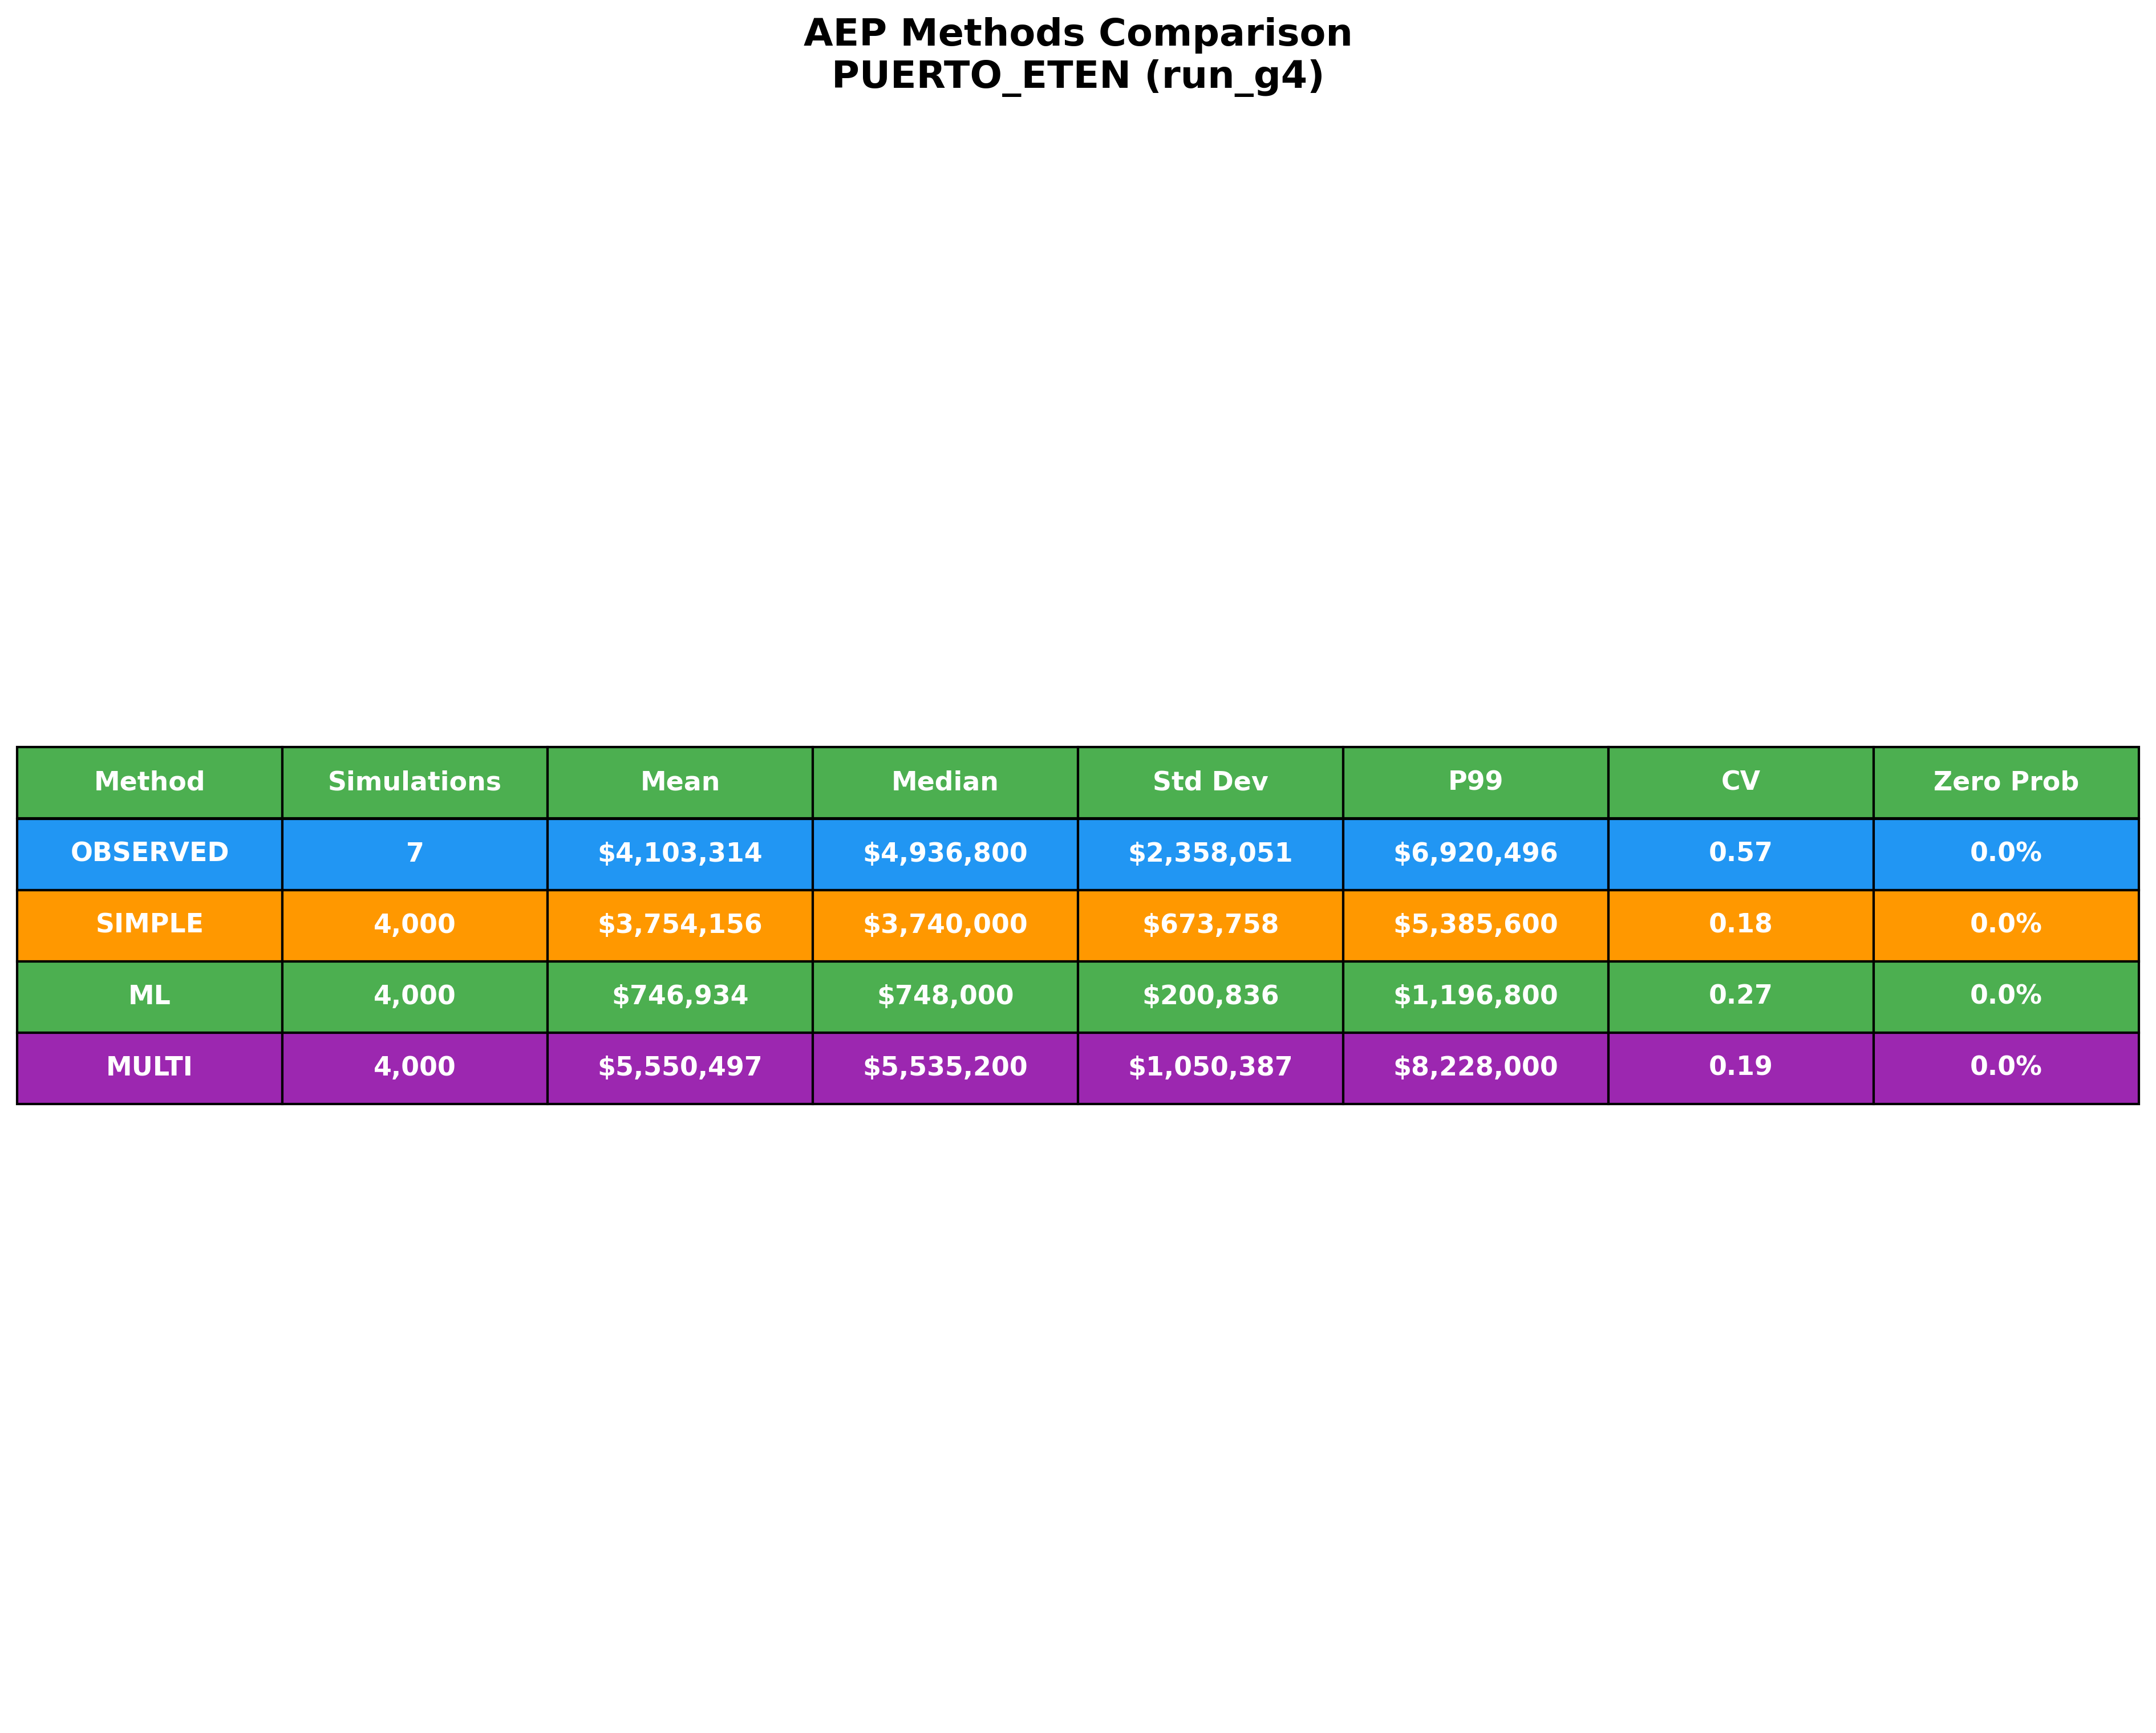 AEP Methods Comparison
PUERTO_ETEN (run_g4)
Method Simulations Mean Median Std Dev P99 CV Zero Prob
OBSERVED 7 $4,103,314 $4,936,800 $2,358,051 $6,920,496 0.57 0.0%
SIMPLE 4,000 $3,754,156 $3,740,000 $673,758 $5,385,600 0.18 0.0%
ML 4,000 $746,934 $748,000 $200,836 $1,196,800 0.27 0.0%
MULTI 4,000 $5,550,497 $5,535,200 $1,050,387 $8,228,000 0.19 0.0%